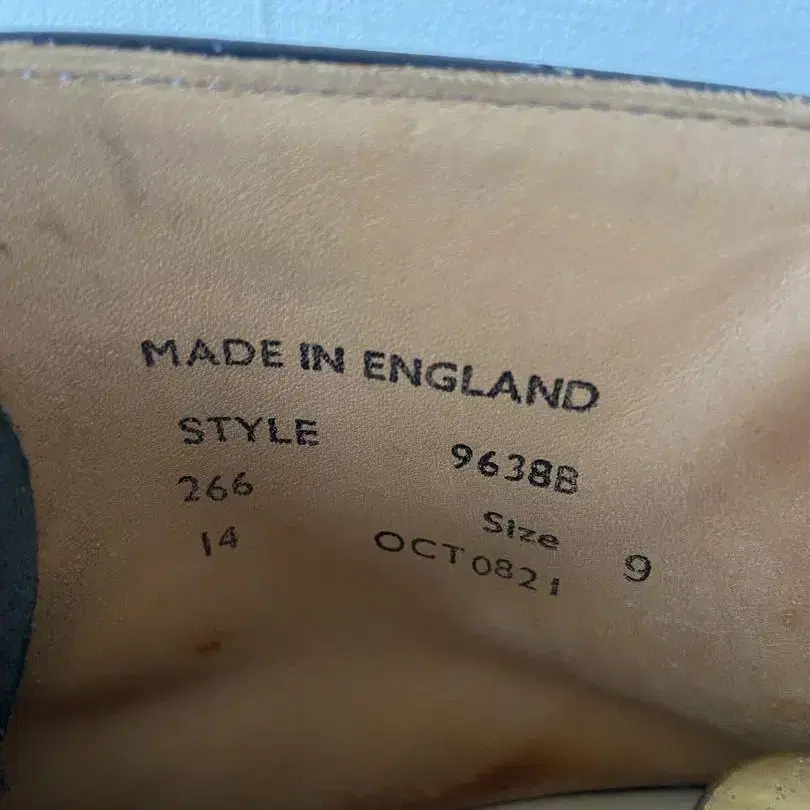 MADE IN ENGLAND
STYLE 9638B
266 Size 9
14 OCT0821